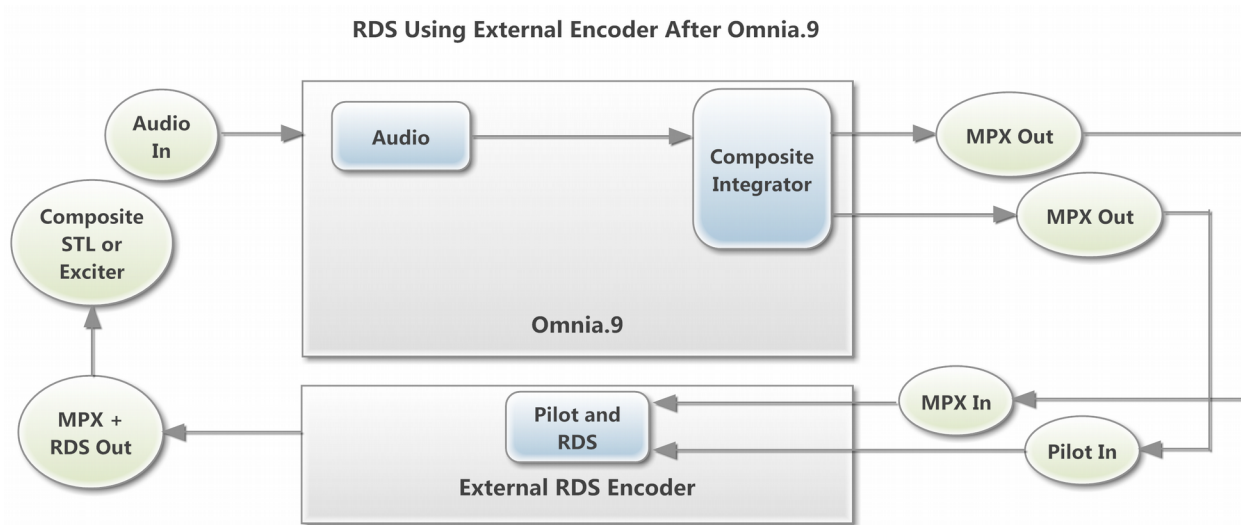 RDS Using External Encoder After Omnia.9
Audio
In
Audio
Composite
Integrator
MPX Out
MPX Out
Composite
STL or
Exciter
Omnia.9
MPX +
RDS Out
Pilot and
RDS
MPX In
Pilot In
External RDS Encoder